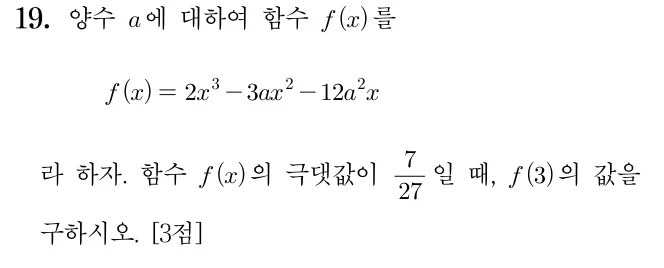 19. 양수 a에 대하여 함수 f(x)를
f(x) = 2x³ − 3ax² − 12a²x
라 하자. 함수 f(x)의 극댓값이 7/27 일 때, f(3)의 값을
구하시오. [3점]